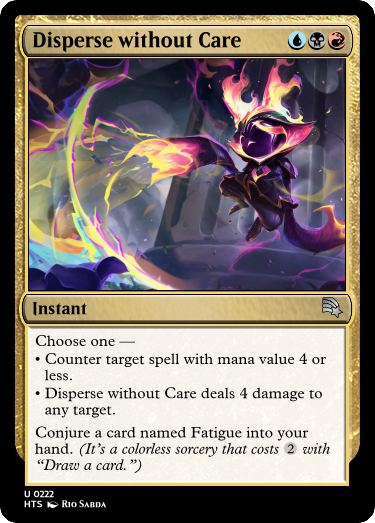 Disperse without Care
Instant
Choose one —
• Counter target spell with mana value 4 or
less.
• Disperse without Care deals 4 damage to
any target.
Conjure a card named Fatigue into your
hand. (It's a colorless sorcery that costs 2 with
“Draw a card.”)
U 0222
HTS Rio Sabda